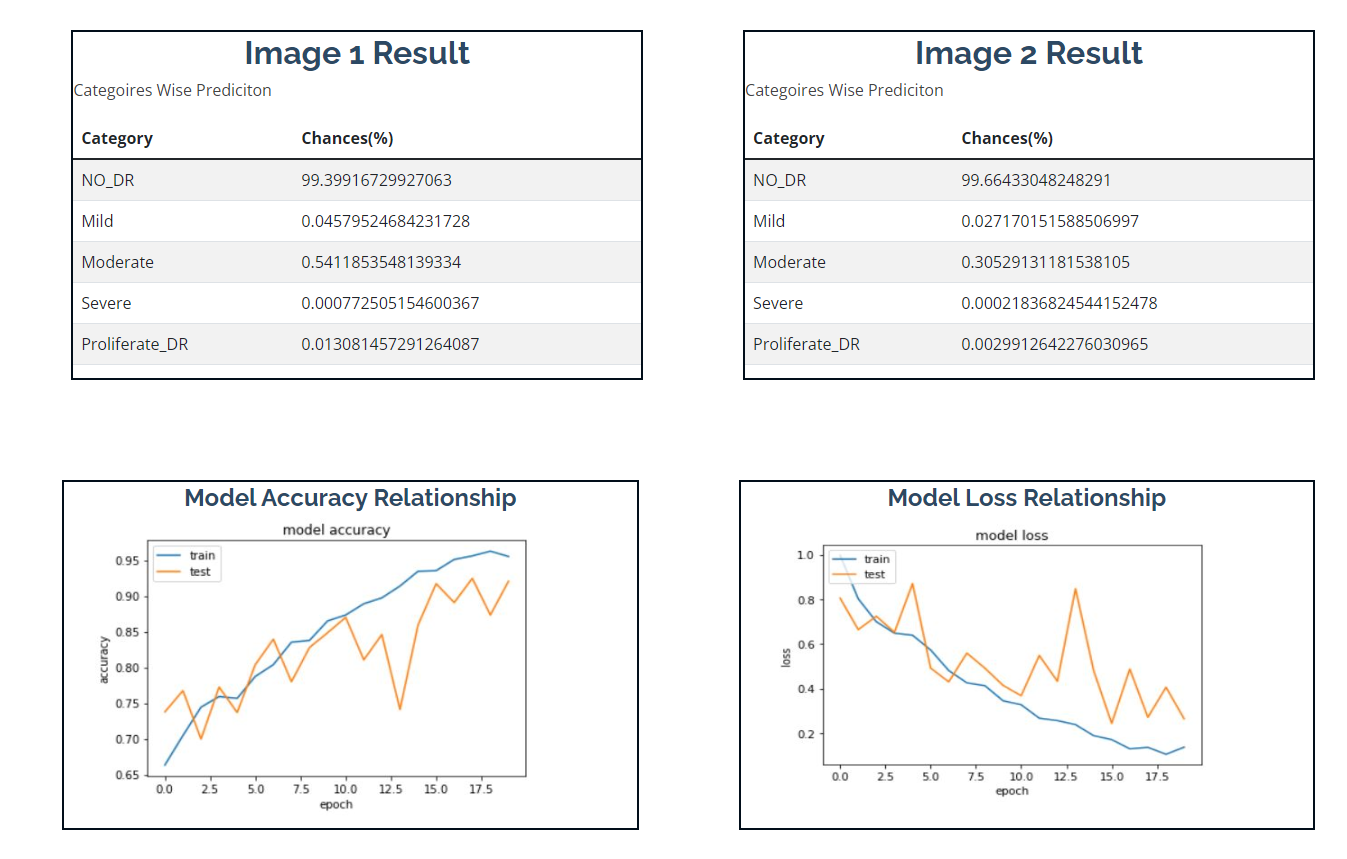 Image 1 Result
Categoires Wise Prediciton
Category Chances(%)
NO_DR 99.39916729927063
Mild 0.04579524684231728
Moderate 0.5411853548139334
Severe 0.000772505154600367
Proliferate_DR 0.013081457291264087
Image 2 Result
Categoires Wise Prediciton
Category Chances(%)
NO_DR 99.66433048248291
Mild 0.027170151588506997
Moderate 0.30529131181538105
Severe 0.00021836824544152478
Proliferate_DR 0.0029912642276030965
Model Accuracy Relationship
model accuracy
train
test
0.95
0.90
0.85
0.80
0.75
0.70
0.65
accuracy
0.0 2.5 5.0 7.5 10.0 12.5 15.0 17.5
epoch
Model Loss Relationship
model loss
train
test
1.0
0.8
0.6
0.4
0.2
loss
0.0 2.5 5.0 7.5 10.0 12.5 15.0 17.5
epoch